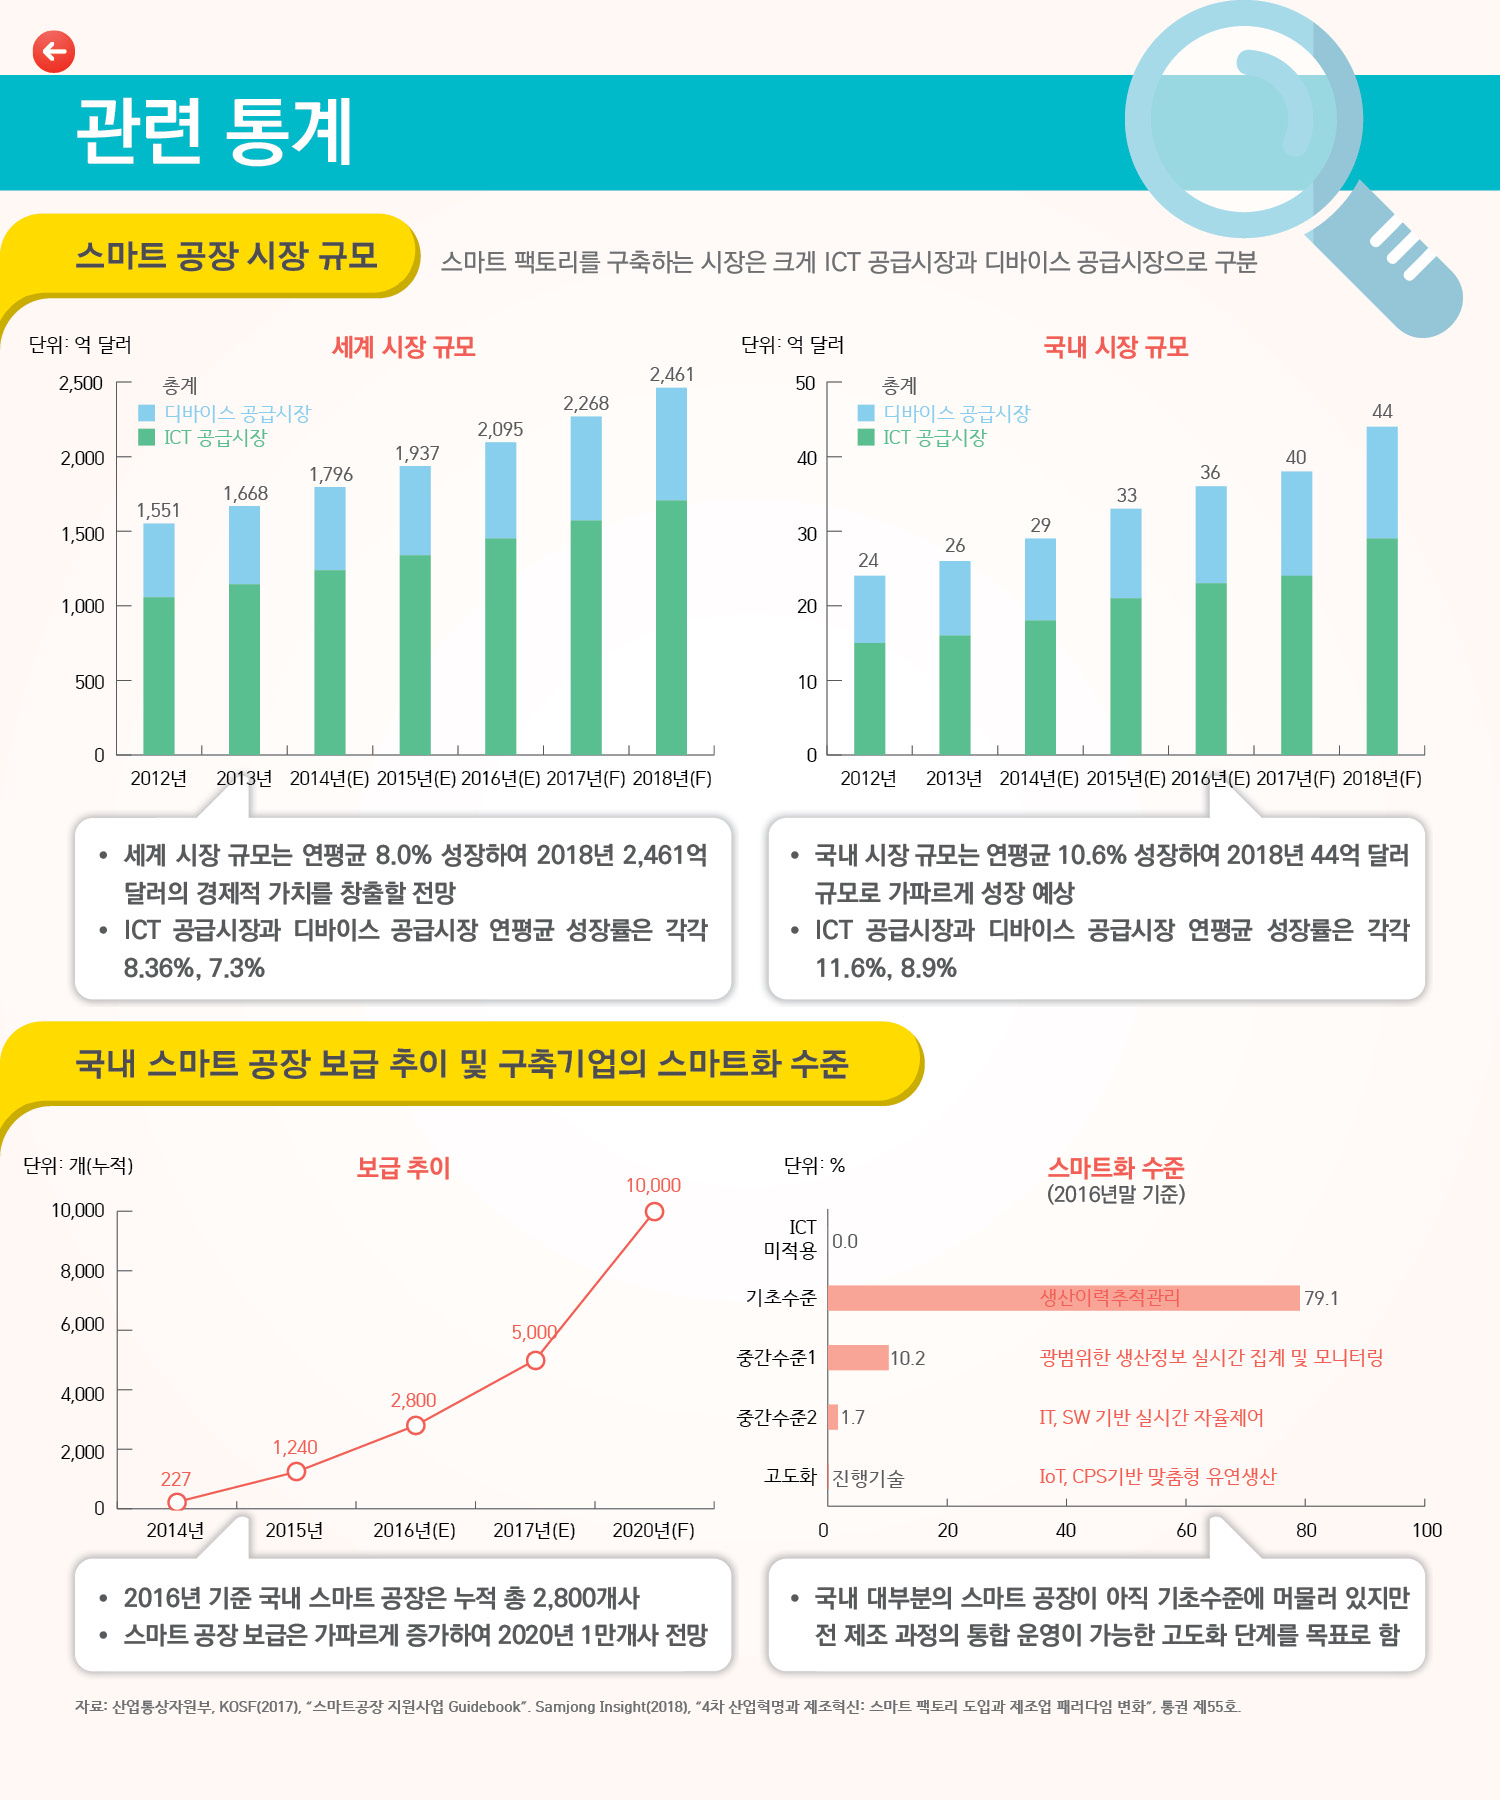 관련 통계
스마트 공장 시장 규모
스마트 팩토리를 구축하는 시장은 크게 ICT 공급시장과 디바이스 공급시장으로 구분
단위: 억 달러
세계 시장 규모
2,500
2,000
1,500
1,000
500
0
총계
디바이스 공급시장
ICT 공급시장
1,551
1,668
1,796
1,937
2,095
2,268
2,461
2012년 2013년 2014년(E) 2015년(E) 2016년(E) 2017년(F) 2018년(F)
• 세계 시장 규모는 연평균 8.0% 성장하여 2018년 2,461억
달러의 경제적 가치를 창출할 전망
• ICT 공급시장과 디바이스 공급시장 연평균 성장률은 각각
8.36%, 7.3%
단위: 억 달러
국내 시장 규모
50
40
30
20
10
0
총계
디바이스 공급시장
ICT 공급시장
24
26
29
33
36
40
44
2012년 2013년 2014년(E) 2015년(E) 2016년(E) 2017년(F) 2018년(F)
• 국내 시장 규모는 연평균 10.6% 성장하여 2018년 44억 달러
규모로 가파르게 성장 예상
• ICT 공급시장과 디바이스 공급시장 연평균 성장률은 각각
11.6%, 8.9%
국내 스마트 공장 보급 추이 및 구축기업의 스마트화 수준
단위: 개(누적)
보급 추이
10,000
8,000
6,000
4,000
2,000
0
227
1,240
2,800
5,000
10,000
2014년 2015년 2016년(E) 2017년(E) 2020년(F)
• 2016년 기준 국내 스마트 공장은 누적 총 2,800개사
• 스마트 공장 보급은 가파르게 증가하여 2020년 1만개사 전망
단위: %
스마트화 수준
(2016년말 기준)
ICT
미적용
0.0
기초수준 생산이력추적관리 79.1
중간수준1 10.2 광범위한 생산정보 실시간 집계 및 모니터링
중간수준2 1.7 IT, SW 기반 실시간 자율제어
고도화 진행기술 IoT, CPS기반 맞춤형 유연생산
0 20 40 60 80 100
• 국내 대부분의 스마트 공장이 아직 기초수준에 머물러 있지만
전 제조 과정의 통합 운영이 가능한 고도화 단계를 목표로 함
자료: 산업통상자원부, KOSF(2017), “스마트공장 지원사업 Guidebook”. Samjong Insight(2018), “4차 산업혁명과 제조혁신: 스마트 팩토리 도입과 제조업 패러다임 변화”, 통권 제55호.